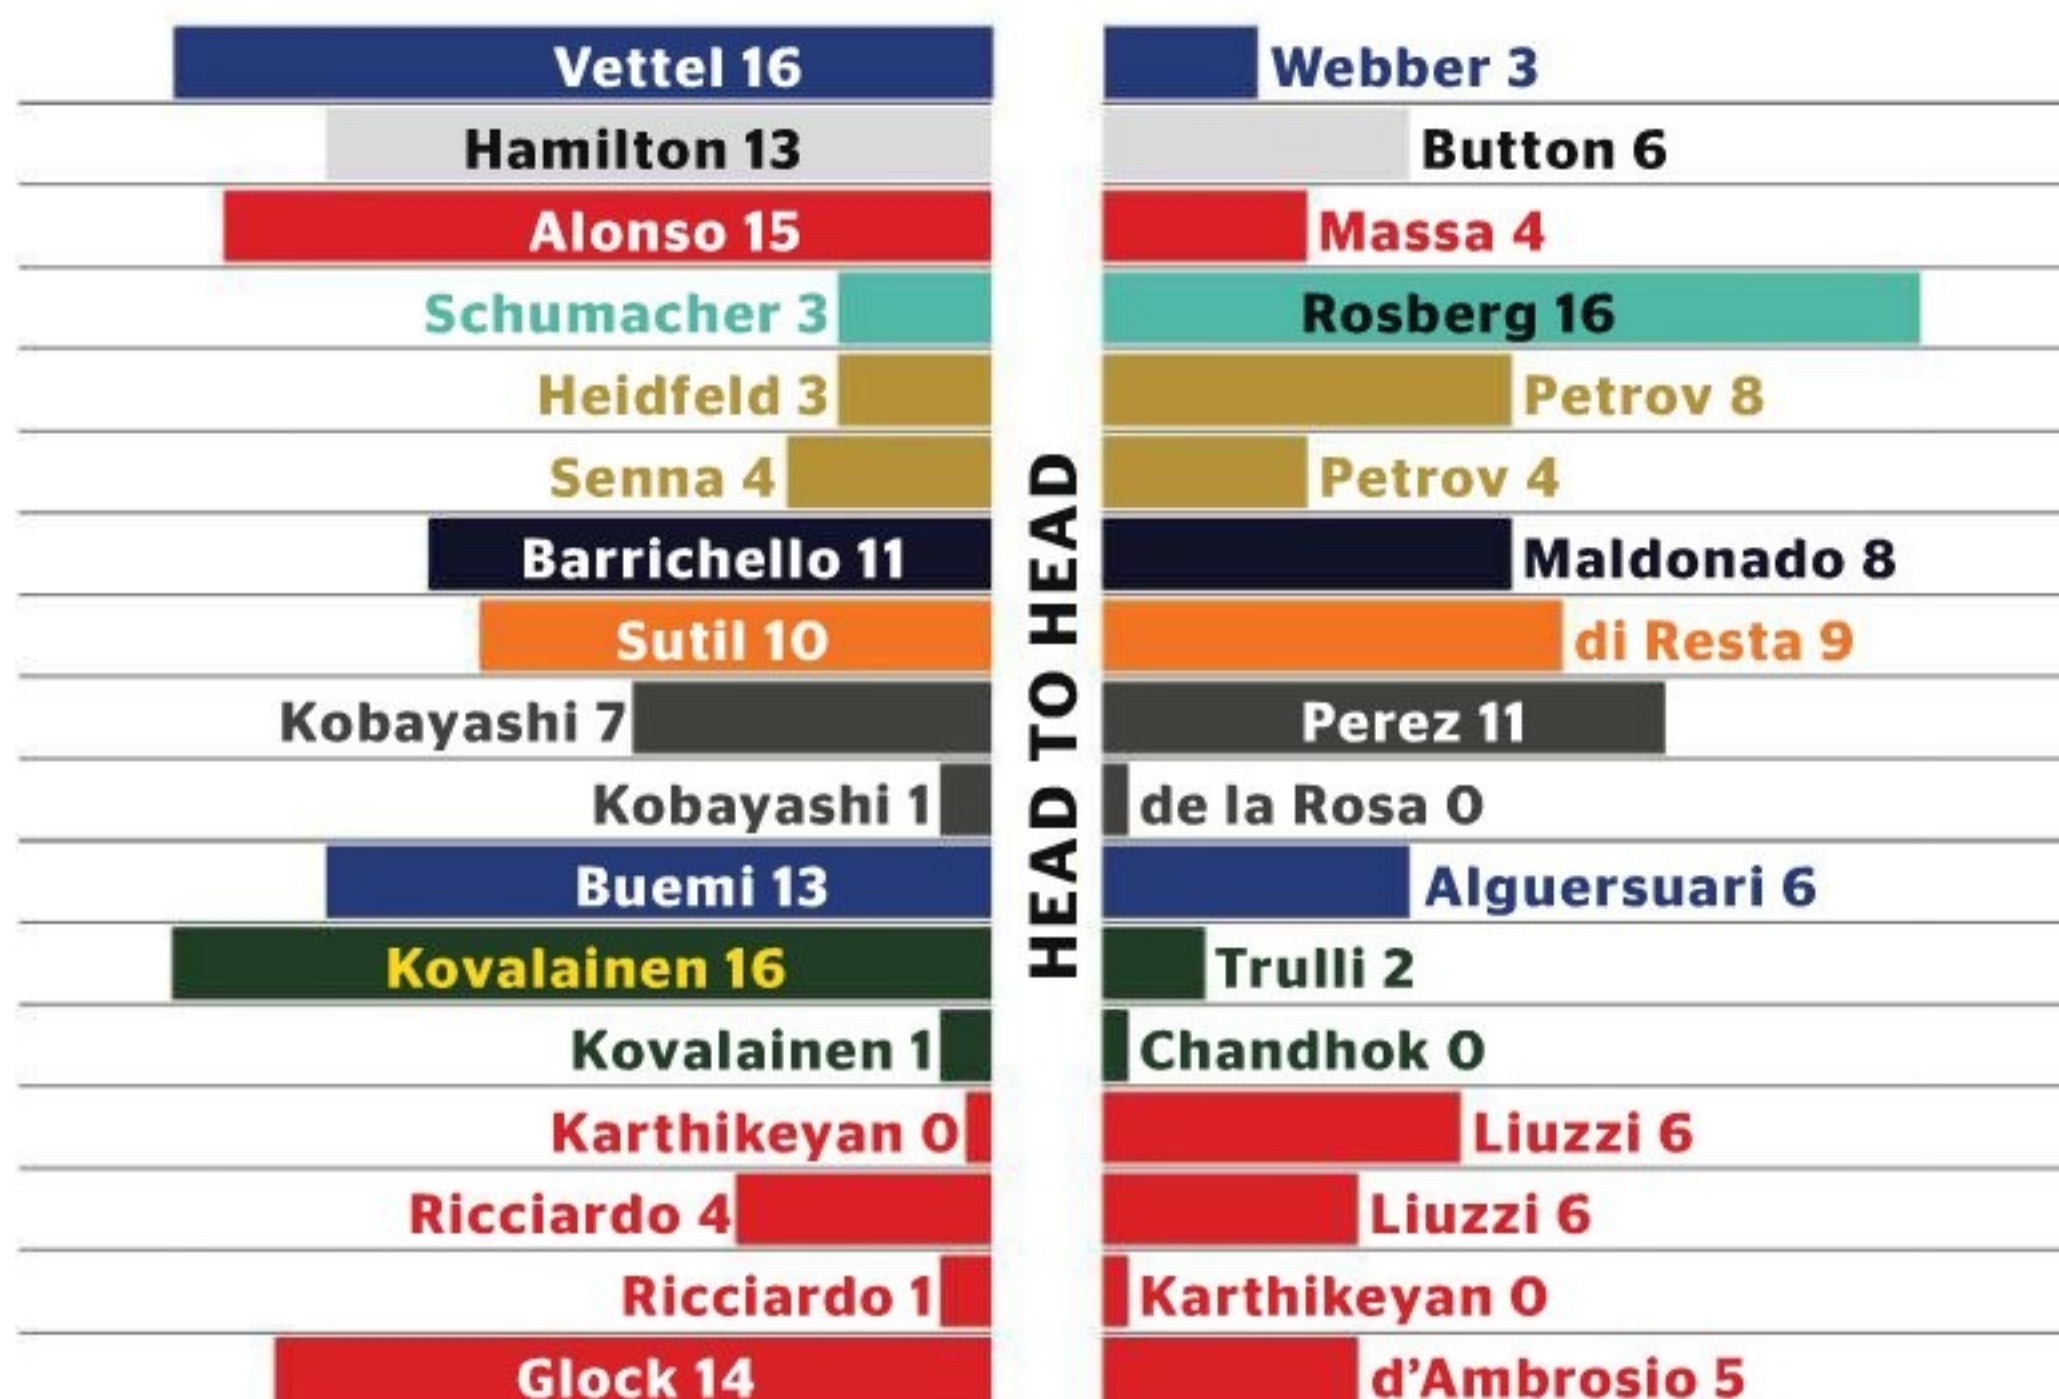 Vettel 16 Webber 3
Hamilton 13 Button 6
Alonso 15 Massa 4
Schumacher 3 Rosberg 16
Heidfeld 3 Petrov 8
Senna 4 Petrov 4
Barrichello 11 Maldonado 8
Sutil 10 di Resta 9
Kobayashi 7 Perez 11
Kobayashi 1 de la Rosa 0
Buemi 13 Alguersuari 6
Kovalainen 16 Trulli 2
Kovalainen 1 Chandhok 0
Karthikeyan 0 Liuzzi 6
Ricciardo 4 Liuzzi 6
Ricciardo 1 Karthikeyan 0
Glock 14 d'Ambrosio 5
HEAD TO HEAD